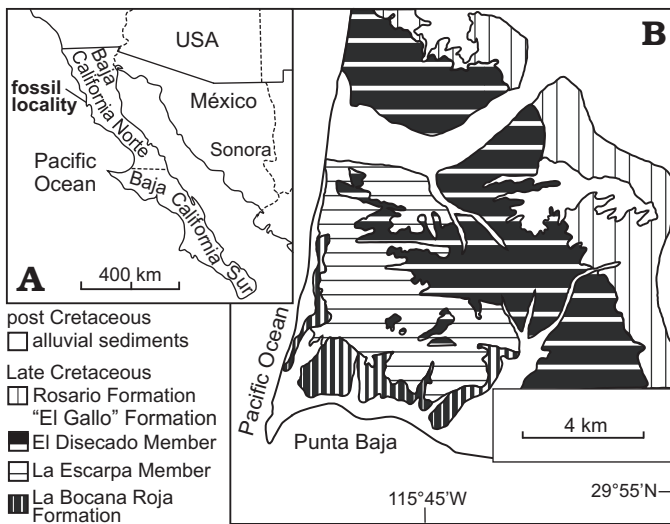 USA
B
Baja
California Norte
fossil
locality
México
Sonora
Pacific
Ocean
Baja
California Sur
400 km
A
post Cretaceous
alluvial sediments
Late Cretaceous
Rosario Formation
“El Gallo” Formation
El Disecado Member
La Escarpa Member
La Bocana Roja
Formation
Pacific Ocean
Punta Baja
4 km
115°45'W
29°55'N